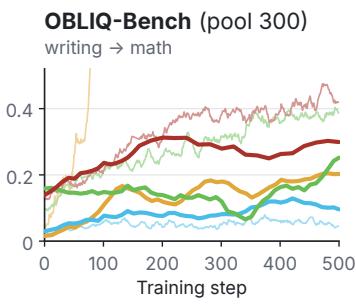 OBLIQ-Bench (pool 300)
writing → math
0.4
0.2
0
0 100 200 300 400 500
Training step